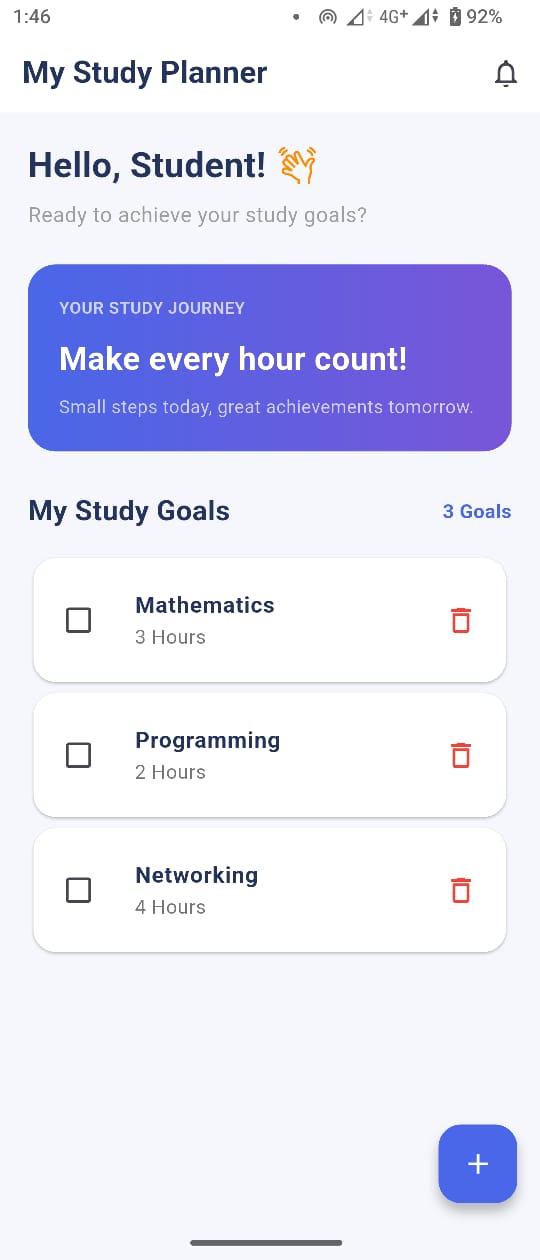 1:46 4G+ 92%
My Study Planner
Hello, Student! 👋
Ready to achieve your study goals?
YOUR STUDY JOURNEY
Make every hour count!
Small steps today, great achievements tomorrow.
My Study Goals 3 Goals
Mathematics
3 Hours
Programming
2 Hours
Networking
4 Hours
+